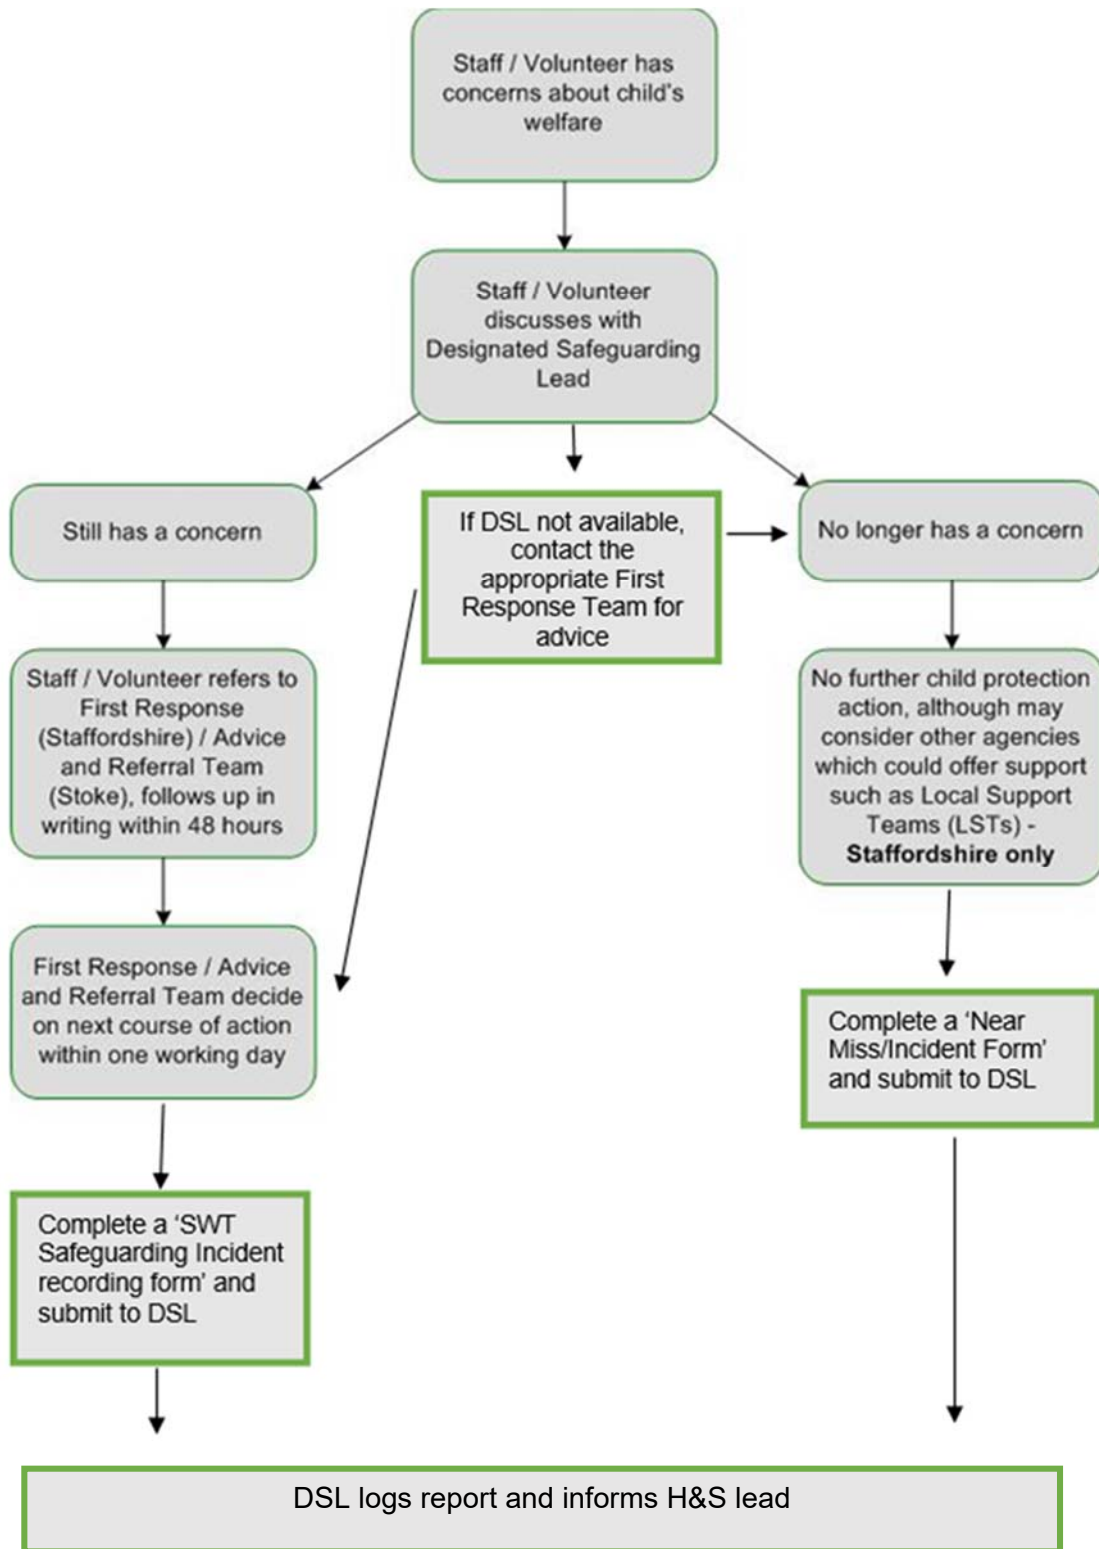 Staff / Volunteer has
concerns about child's
welfare
Staff / Volunteer
discusses with
Designated Safeguarding
Lead
Still has a concern
If DSL not available,
contact the
appropriate First
Response Team for
advice
No longer has a concern
Staff / Volunteer refers to
First Response
(Staffordshire) / Advice
and Referral Team
(Stoke), follows up in
writing within 48 hours
No further child protection
action, although may
consider other agencies
which could offer support
such as Local Support
Teams (LSTs) -
Staffordshire only
First Response / Advice
and Referral Team decide
on next course of action
within one working day
Complete a ‘Near
Miss/Incident Form’
and submit to DSL
Complete a ‘SWT
Safeguarding Incident
recording form’ and
submit to DSL
DSL logs report and informs H&S lead